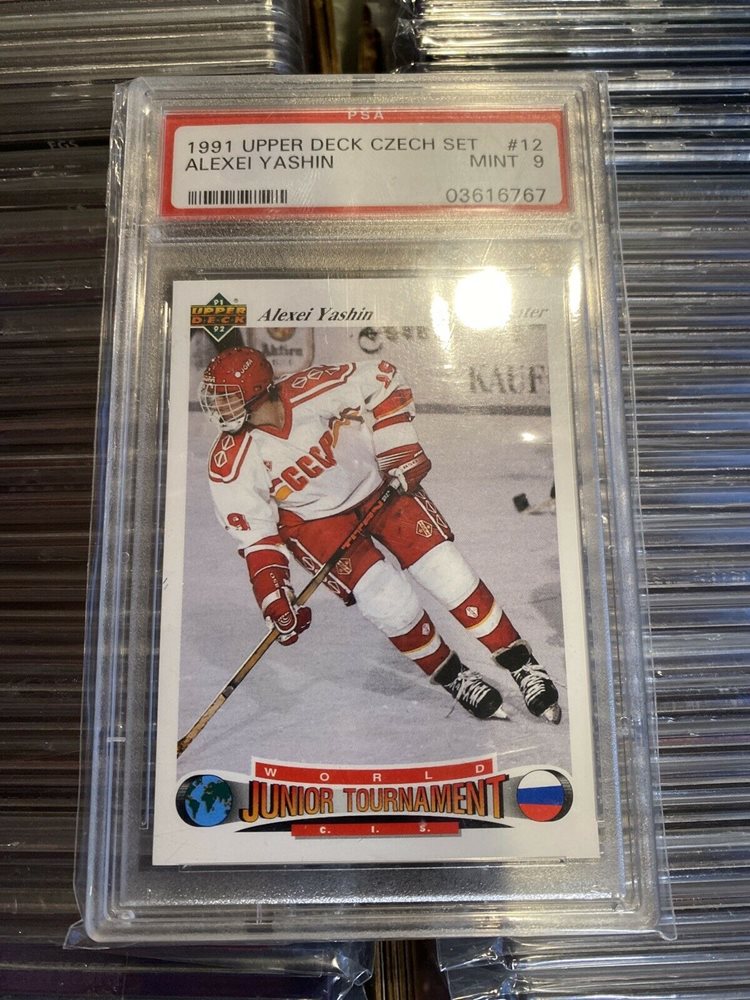 PSA
1991 UPPER DECK CZECH SET #12
ALEXEI YASHIN MINT 9
03616767
91
UPPER
DECK
92
Alexei Yashin
KAUF
CCCP
9
WORLD
JUNIOR TOURNAMENT
C.I.S.